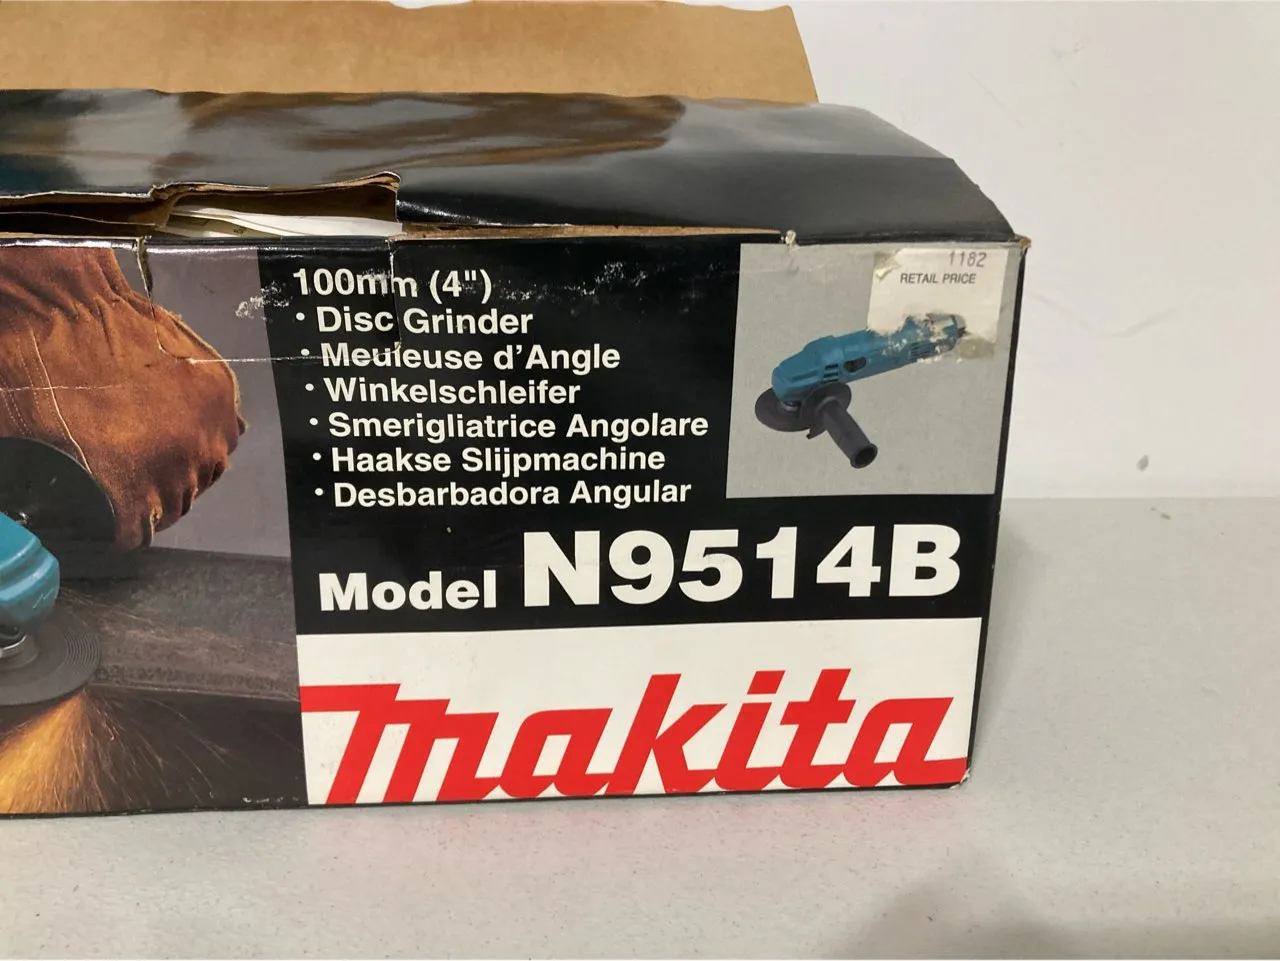 1182
RETAIL PRICE
100mm (4")
• Disc Grinder
• Meuleuse d'Angle
• Winkelschleifer
• Smerigliatrice Angolare
• Haakse Slijpmachine
• Desbarbadora Angular
Model N9514B
makita